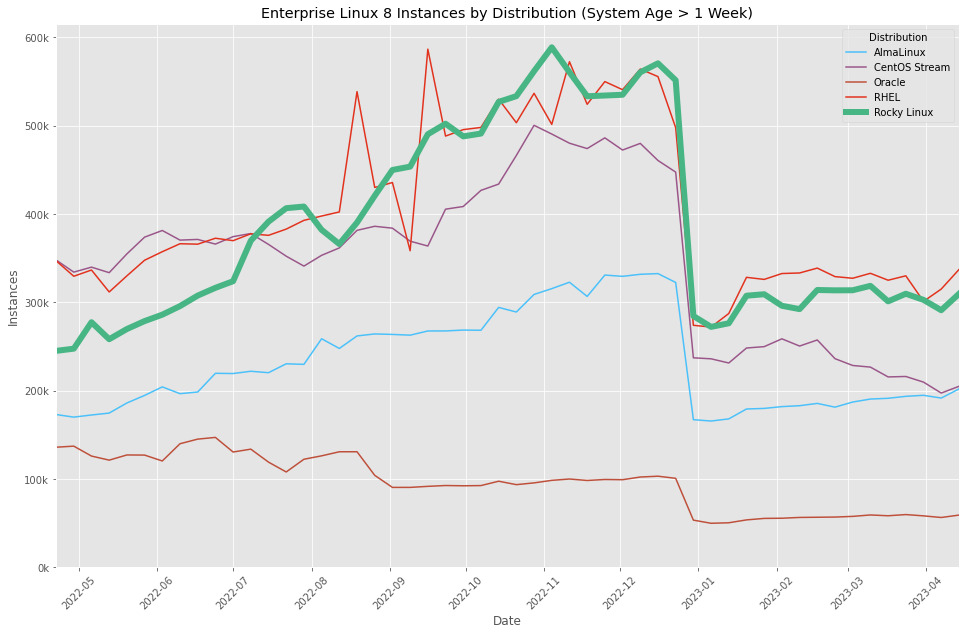 Enterprise Linux 8 Instances by Distribution (System Age > 1 Week)
600k
500k
400k
300k
200k
100k
0k
Instances
Distribution
AlmaLinux
CentOS Stream
Oracle
RHEL
Rocky Linux
2022-05
2022-06
2022-07
2022-08
2022-09
2022-10
2022-11
2022-12
2023-01
2023-02
2023-03
2023-04
Date